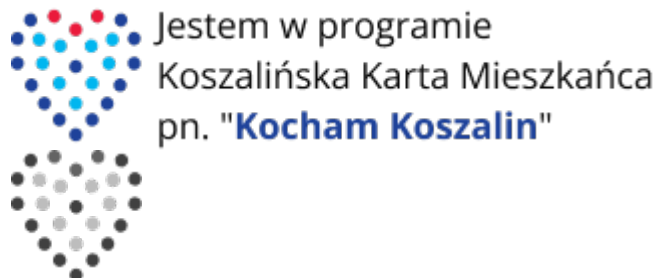 Jestem w programie
Koszalińska Karta Mieszkańca
pn. "Kocham Koszalin"